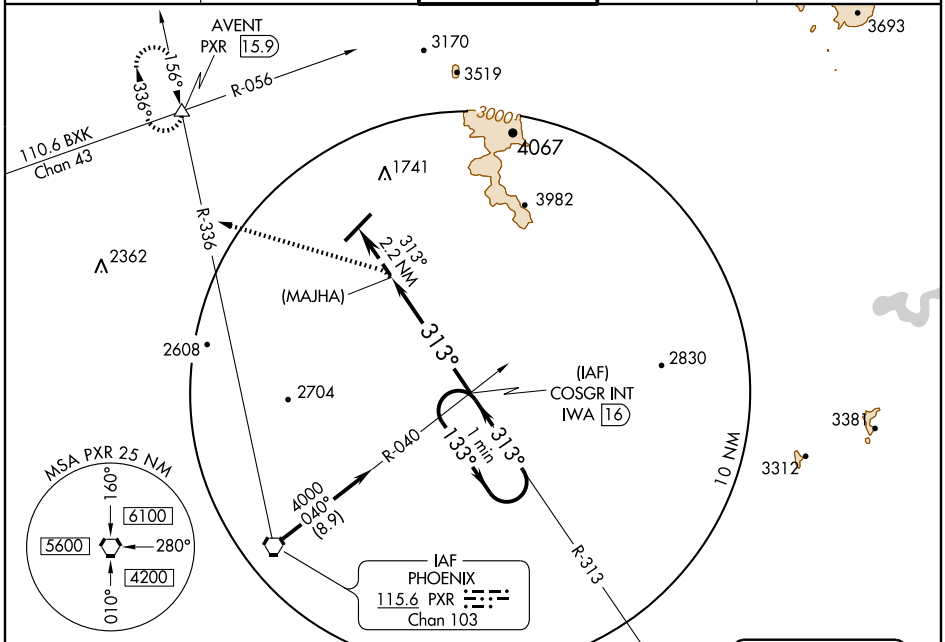 AVENT
PXR 15.9
156°
336°
R-056
110.6 BXK
Chan 43
3170
3519
3693
3000
4067
3982
1741
R-336
2362
313°
2.2 NM
(MAJHA)
2608
313°
2830
(IAF)
COSGR INT
IWA 16
2704
R-040
1 min
133°
313°
3381
3312
10 NM
4000
040°
(8.9)
MSA PXR 25 NM
160°
6100
5600
280°
4200
010°
IAF
PHOENIX
115.6 PXR
Chan 103
R-313